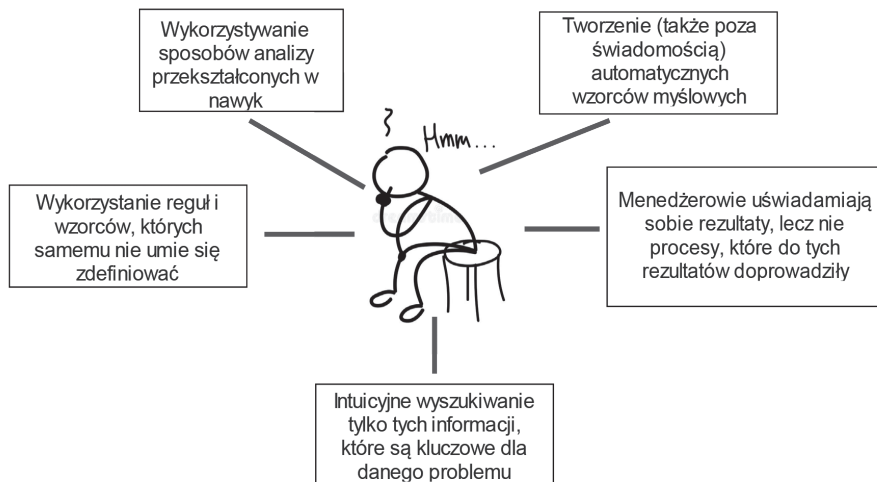 Wykorzystywanie
sposobów analizy
przekształconych w
nawyk
Tworzenie (także poza
świadomością)
automatycznych
wzorców myślowych
Hmm...
Wykorzystanie reguł i
wzorców, których
samemu nie umie się
zdefiniować
Menedżerowie uświadamiają
sobie rezultaty, lecz nie
procesy, które do tych
rezultatów doprowadziły
Intuicyjne wyszukiwanie
tylko tych informacji,
które są kluczowe dla
danego problemu